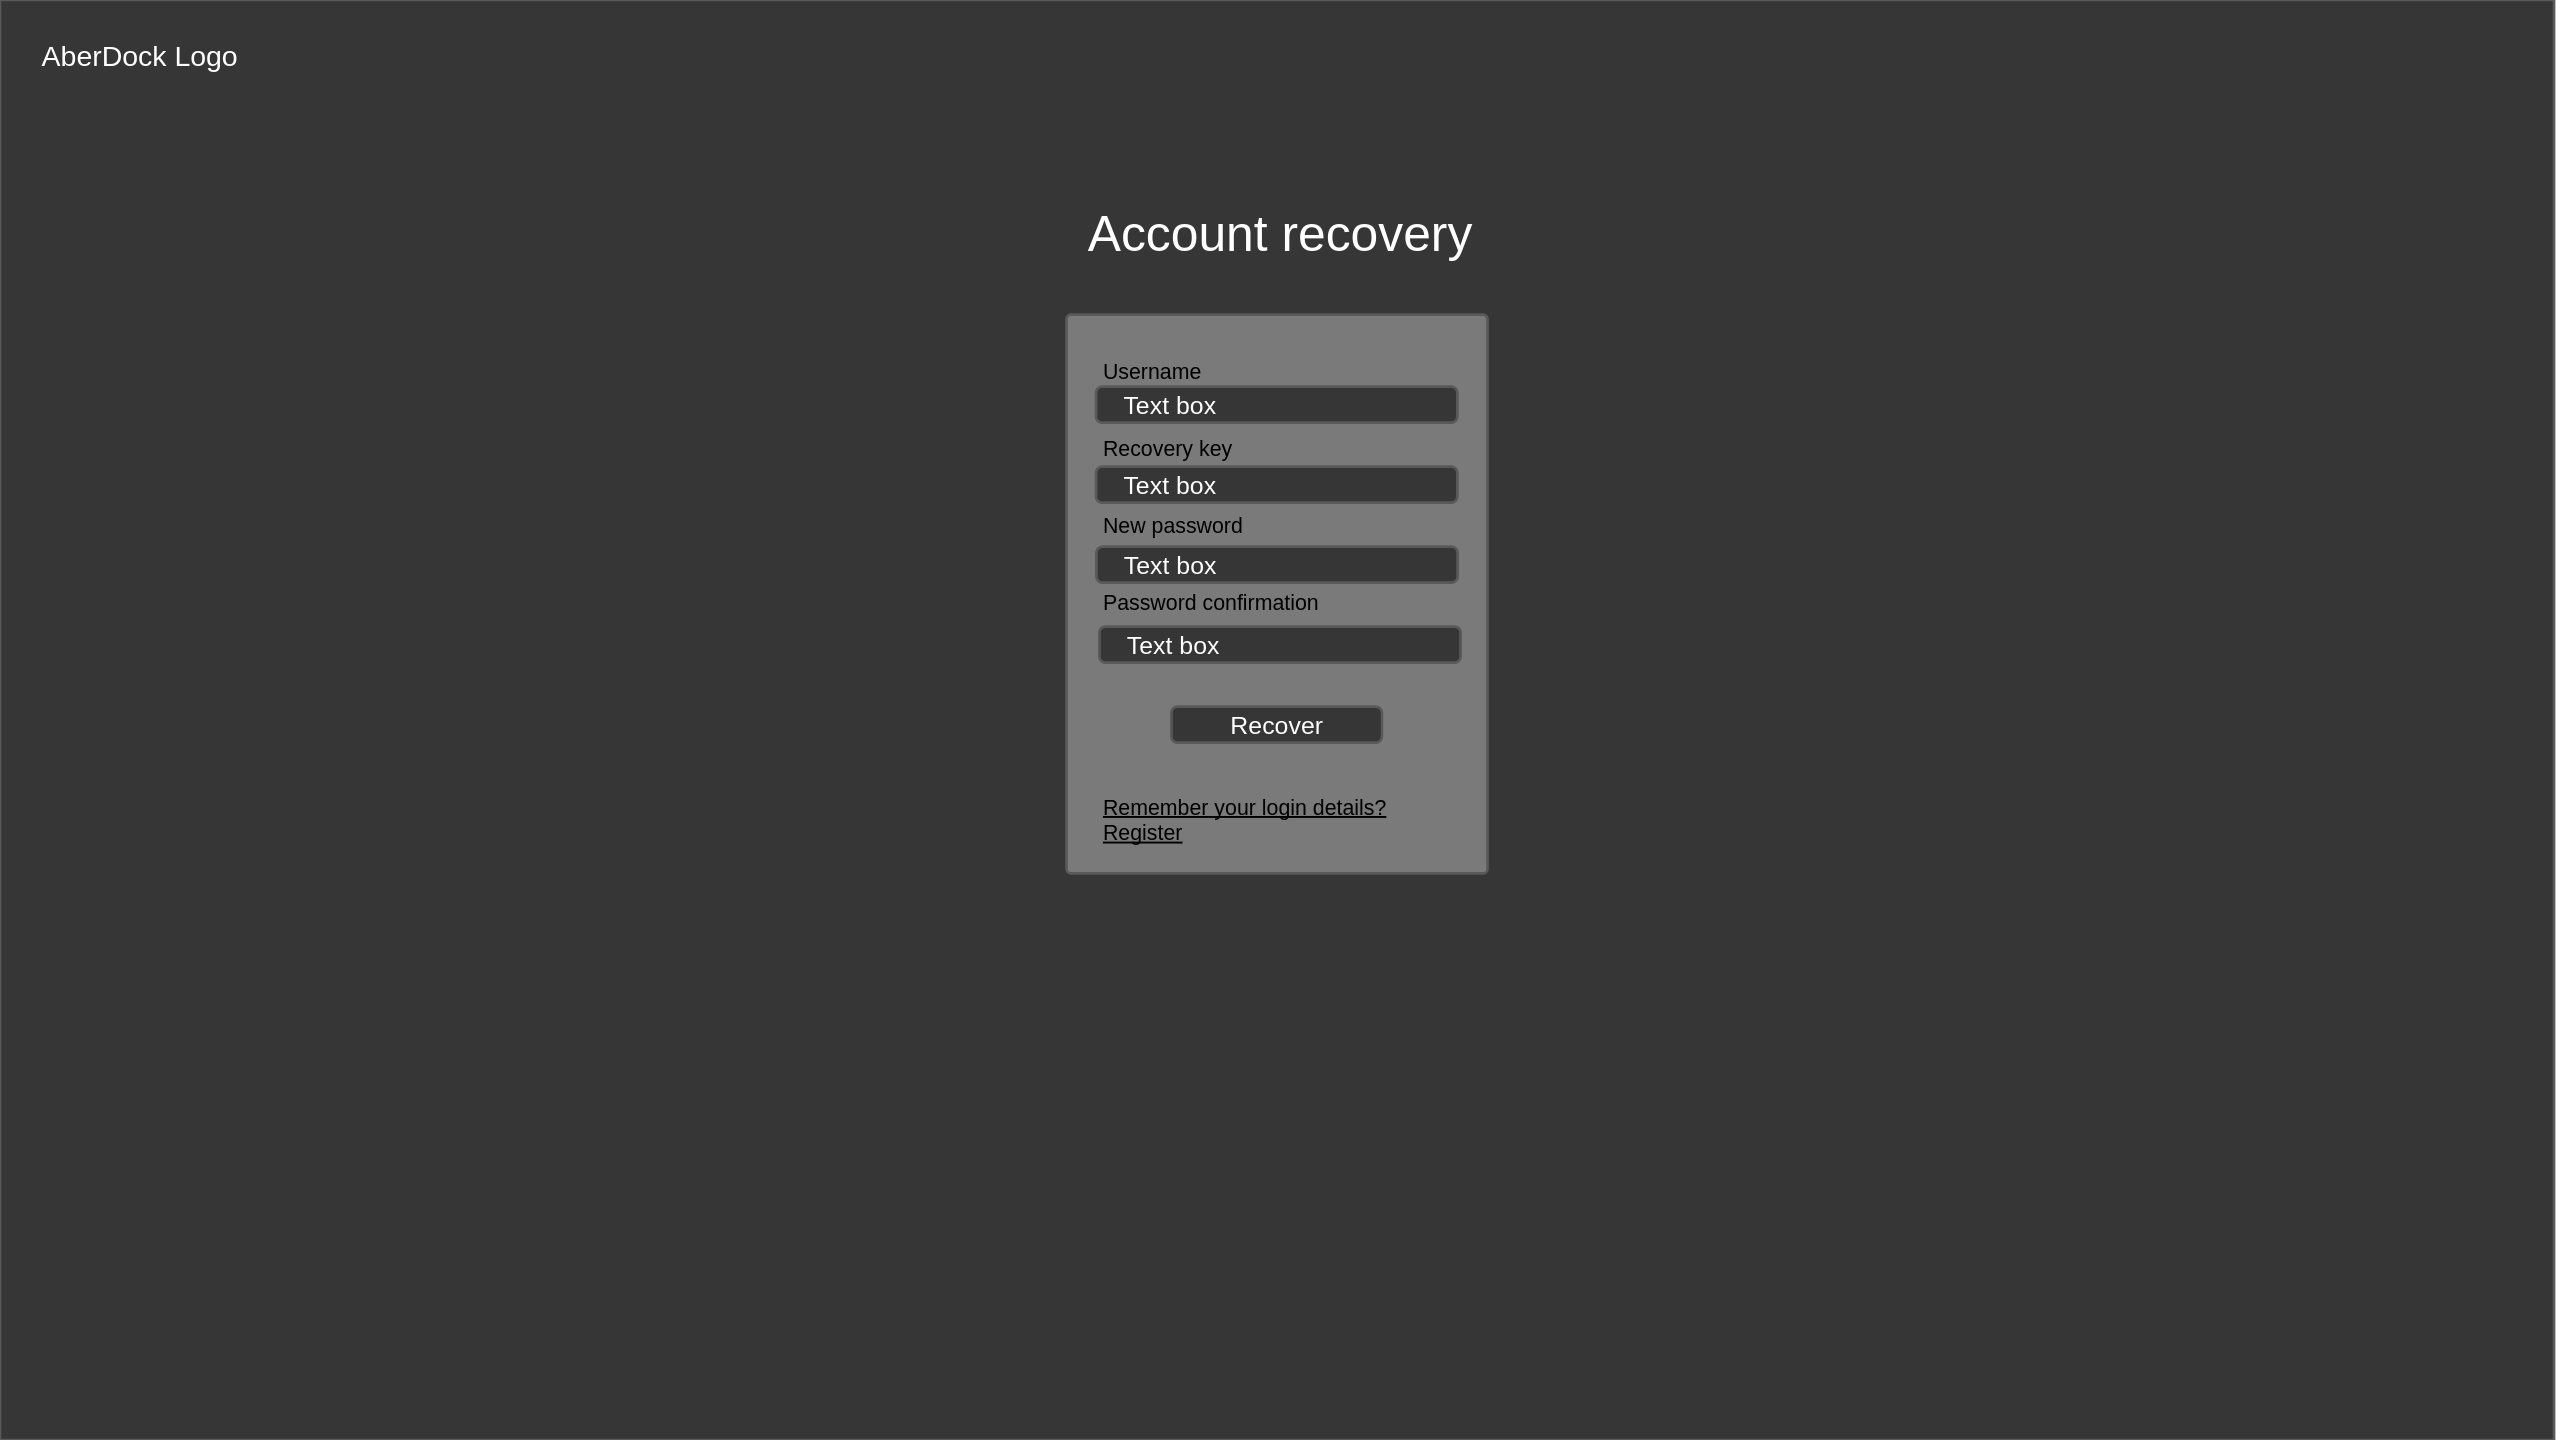 AberDock Logo
Account recovery
Username
Text box
Recovery key
Text box
New password
Text box
Password confirmation
Text box
Recover
Remember your login details?
Register